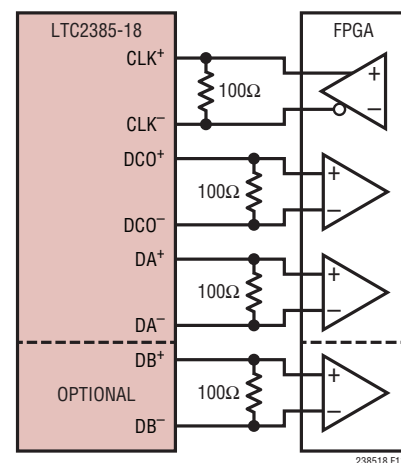 LTC2385-18
FPGA
CLK+
100Ω
CLK–
+
–
DCO+
100Ω
DCO–
+
–
DA+
100Ω
DA–
+
–
DB+
OPTIONAL
100Ω
DB–
+
–
238518 F1